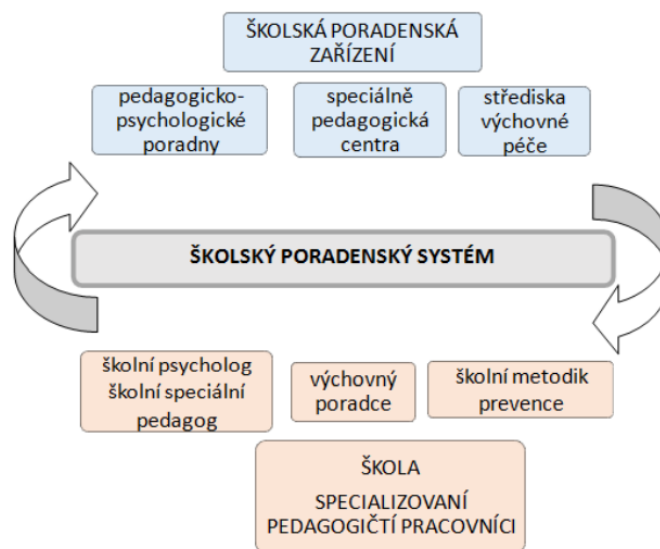 ŠKOLSKÁ PORADENSKÁ
ZAŘÍZENÍ
pedagogicko-
psychologické
poradny
speciálně
pedagogická
centra
střediska
výchovné
péče
ŠKOLSKÝ PORADENSKÝ SYSTÉM
školní psycholog
školní speciální
pedagog
výchovný
poradce
školní metodik
prevence
ŠKOLA
SPECIALIZOVANÍ
PEDAGOGIČTÍ PRACOVNÍCI